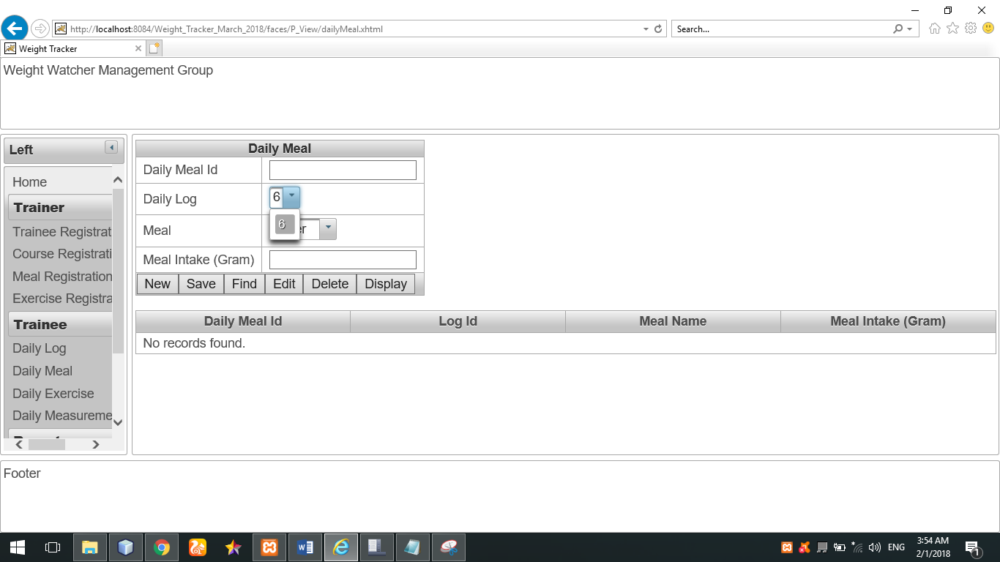 http://localhost:8084/Weight_Tracker_March_2018/faces/P_View/dailyMeal.xhtml
Search...
Weight Tracker
Weight Watcher Management Group
Left
Home
Trainer
Trainee Registrat
Course Registrati
Meal Registration
Exercise Registra
Trainee
Daily Log
Daily Meal
Daily Exercise
Daily Measureme
Daily Meal
Daily Meal Id
Daily Log 6
6
Meal er
Meal Intake (Gram)
New Save Find Edit Delete Display
Daily Meal Id Log Id Meal Name Meal Intake (Gram)
No records found.
Footer
ENG
3:54 AM
2/1/2018
1